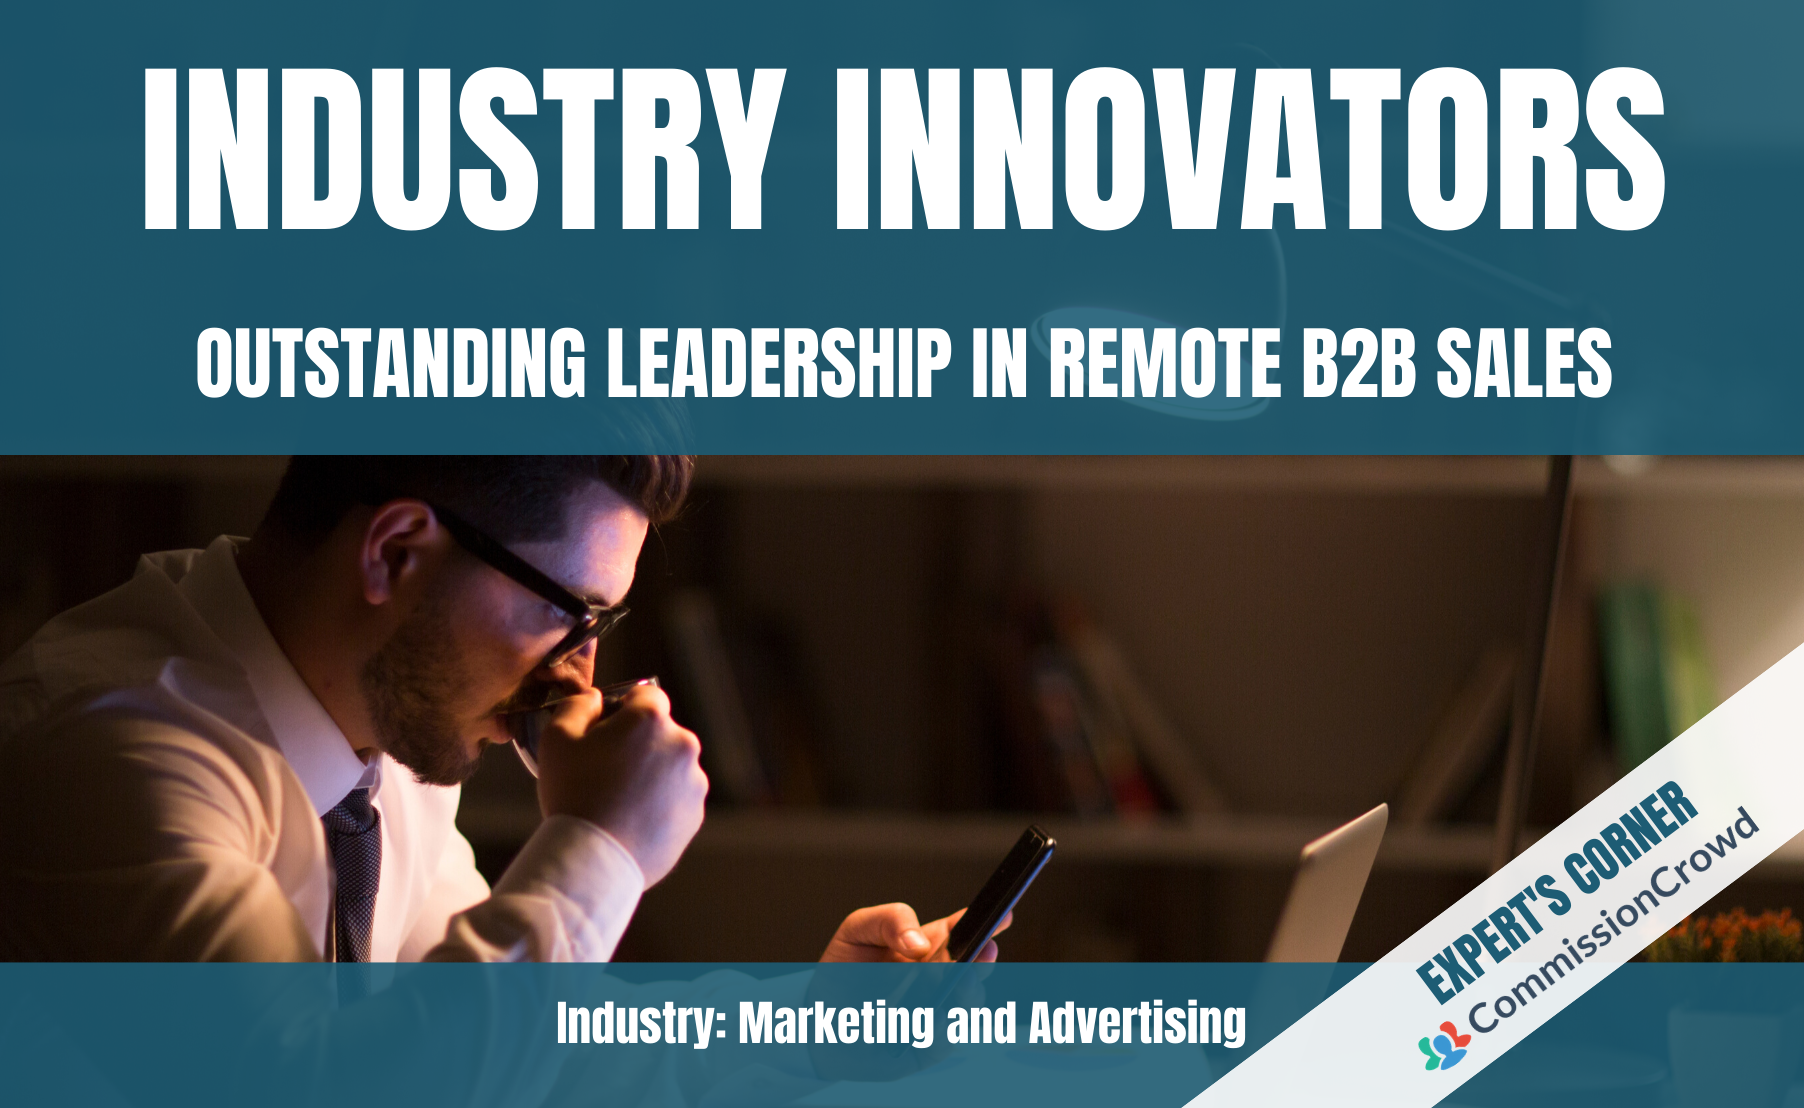 INDUSTRY INNOVATORS
OUTSTANDING LEADERSHIP IN REMOTE B2B SALES
EXPERT'S CORNER
CommissionCrowd
Industry: Marketing and Advertising